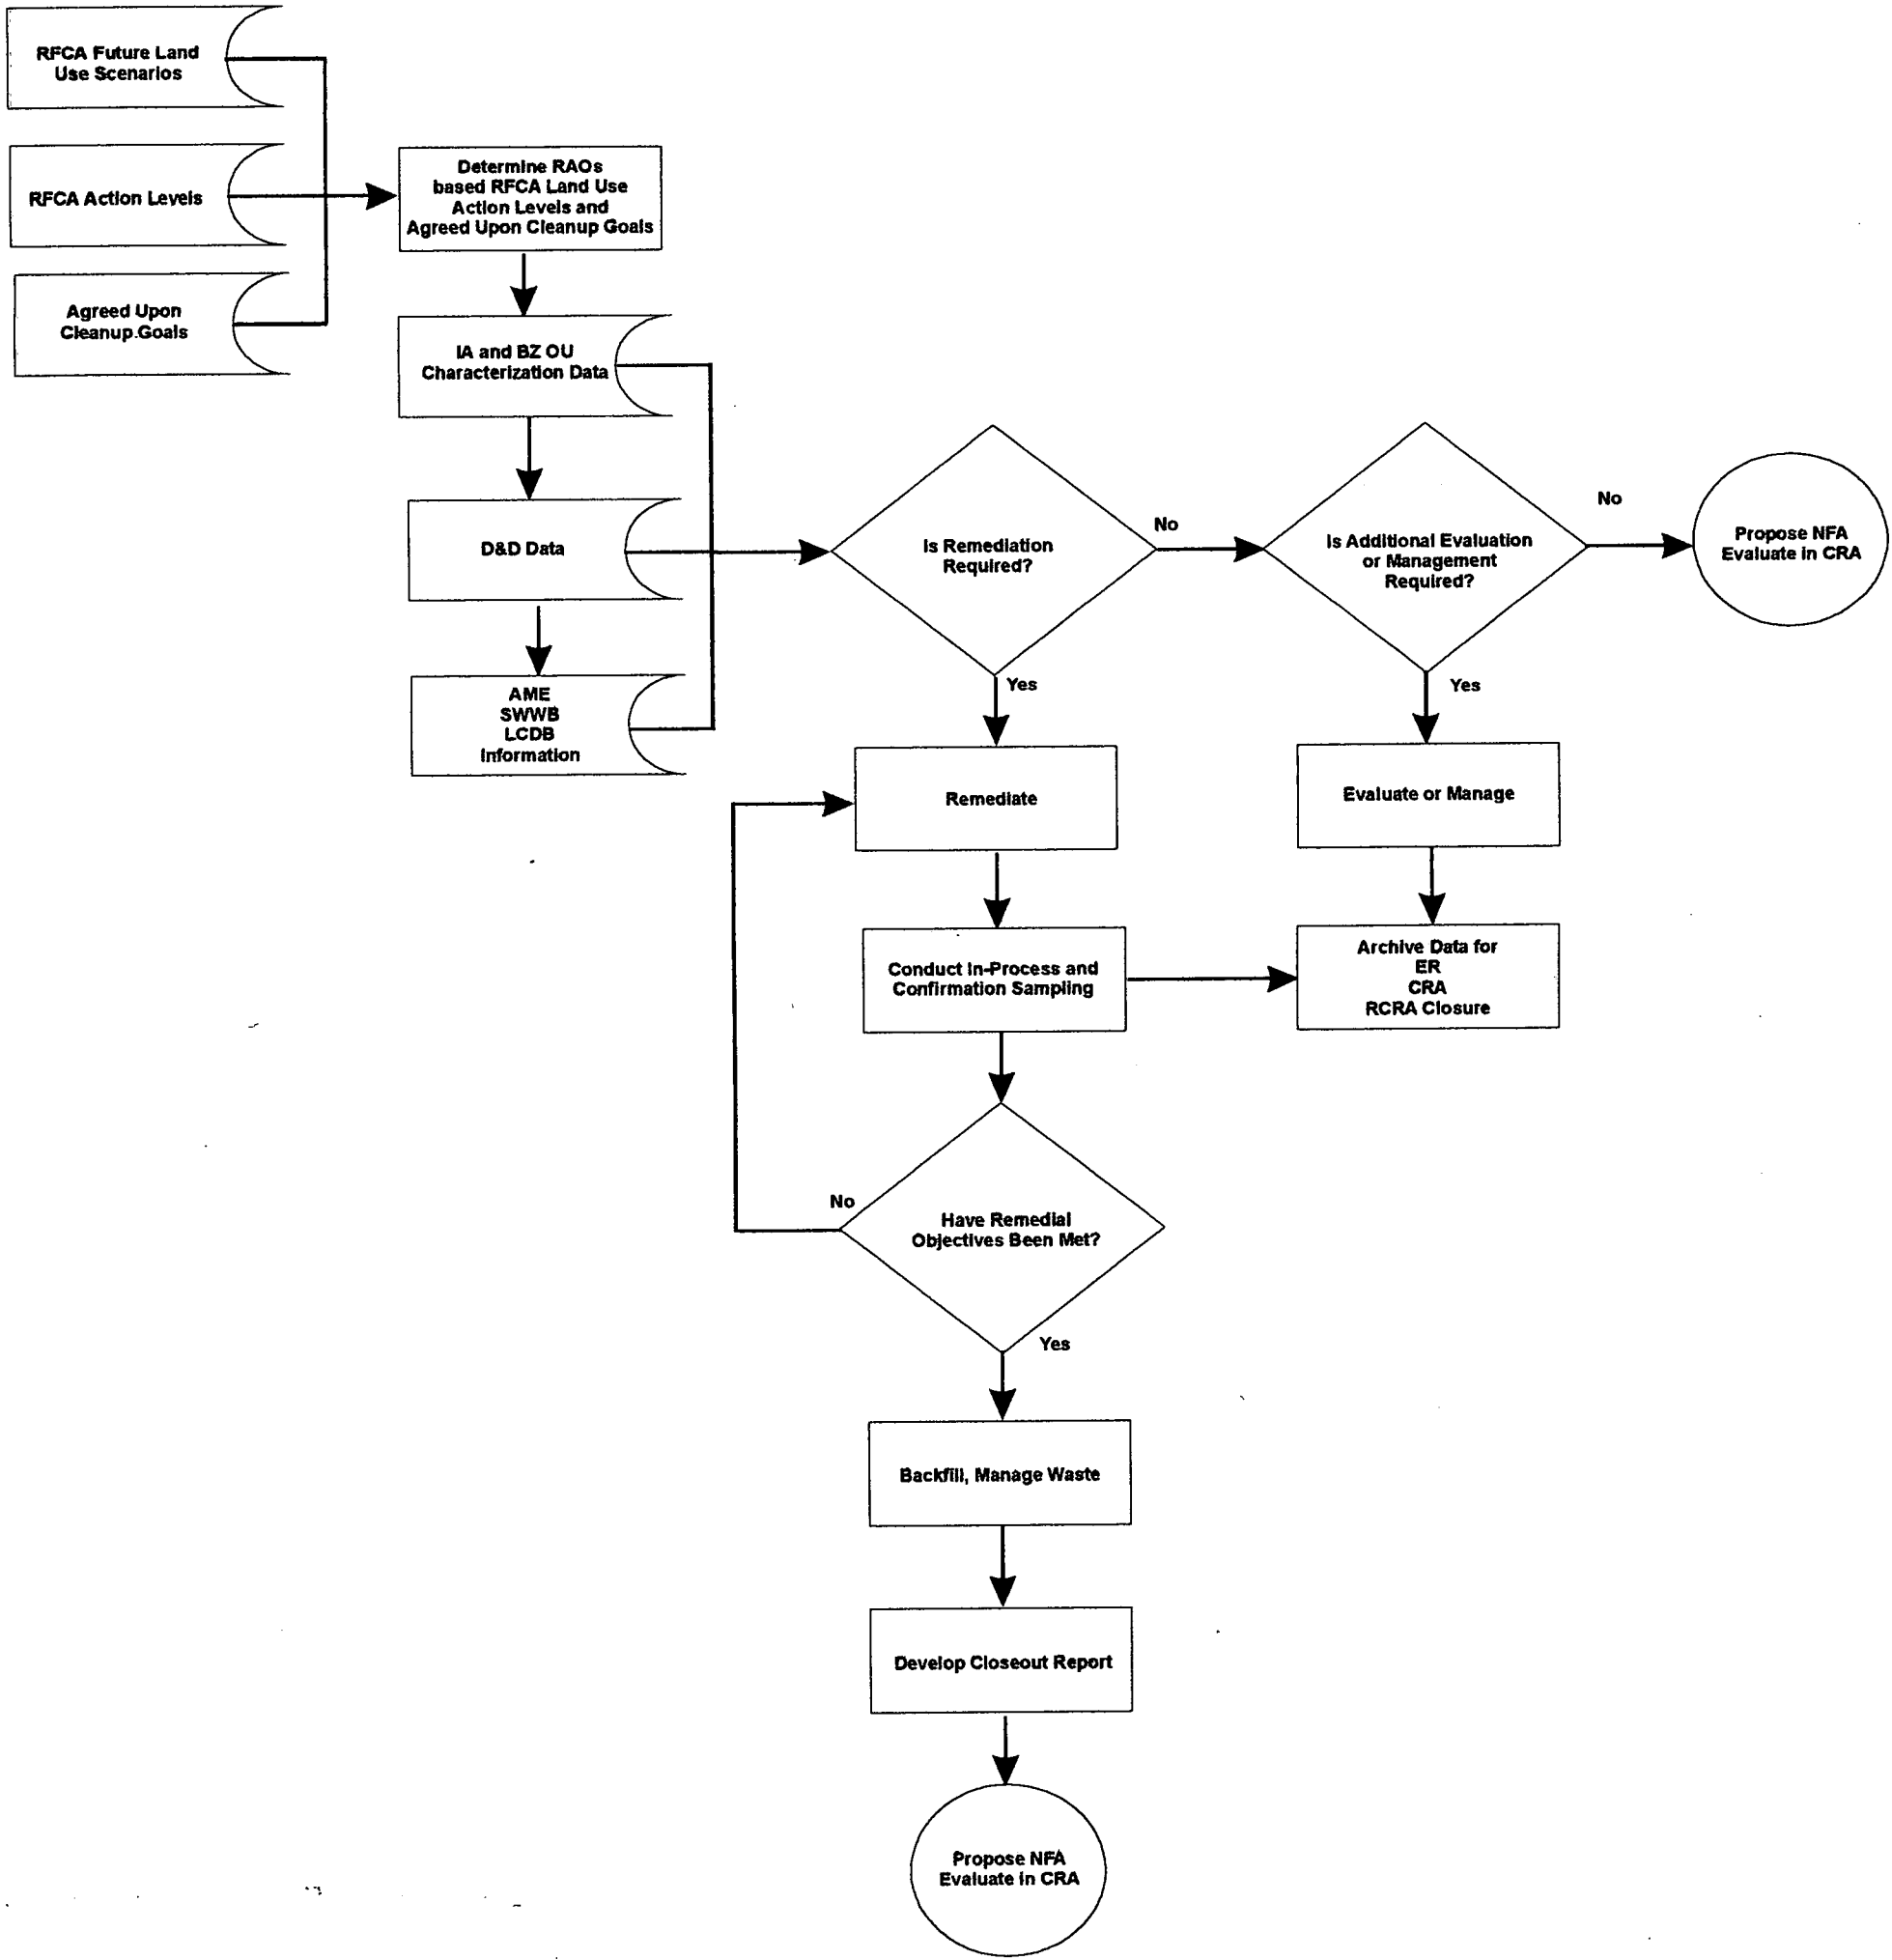 RFCA Future Land
Use Scenarios
RFCA Action Levels
Agreed Upon
Cleanup Goals
Determine RAOs
based RFCA Land Use
Action Levels and
Agreed Upon Cleanup Goals
IA and BZ OU
Characterization Data
D&D Data
AME
SWWB
LCDB
Information
Is Remediation
Required?
No
Yes
Is Additional Evaluation
or Management
Required?
No
Yes
Propose NFA
Evaluate in CRA
Remediate
Evaluate or Manage
Conduct In-Process and
Confirmation Sampling
Archive Data for
ER
CRA
RCRA Closure
Have Remedial
Objectives Been Met?
No
Yes
Backfill, Manage Waste
Develop Closeout Report
Propose NFA
Evaluate in CRA